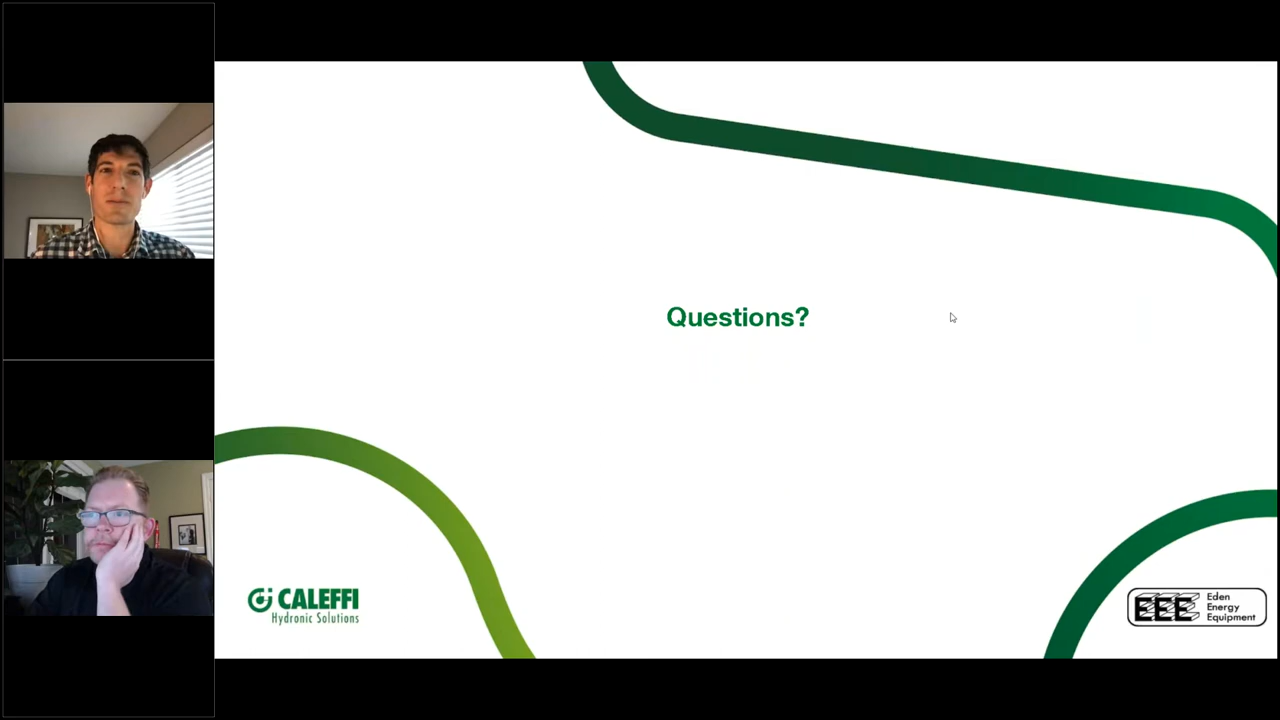 Questions?
CALEFFI
Hydronic Solutions
EEE
Eden
Energy
Equipment